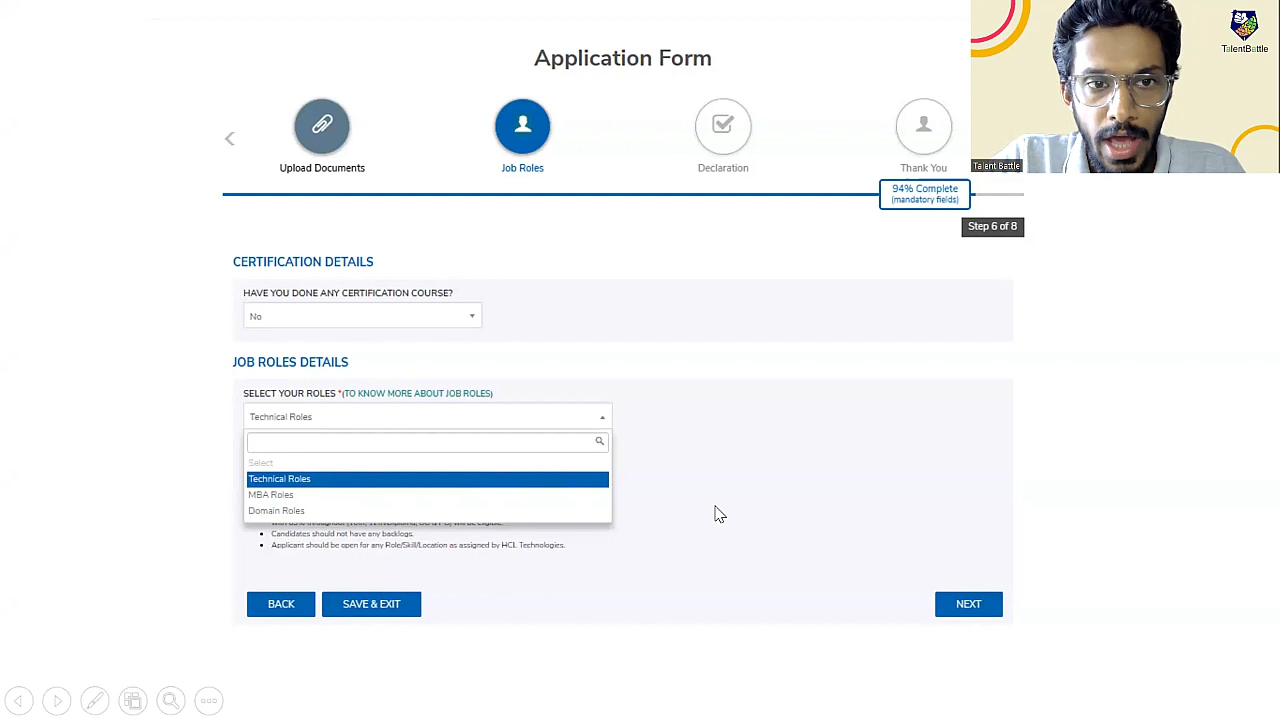 Application Form
TalentBattle
Upload Documents
Job Roles
Declaration
Thank You
Talent Battle
94% Complete
(mandatory fields)
Step 6 of 8
CERTIFICATION DETAILS
HAVE YOU DONE ANY CERTIFICATION COURSE?
No
JOB ROLES DETAILS
SELECT YOUR ROLES *(TO KNOW MORE ABOUT JOB ROLES)
Technical Roles
Select
Technical Roles
MBA Roles
Domain Roles
will be eligible.
Candidates should not have any backlogs.
Applicant should be open for any Role/Skill/Location as assigned by HCL Technologies.
BACK
SAVE & EXIT
NEXT